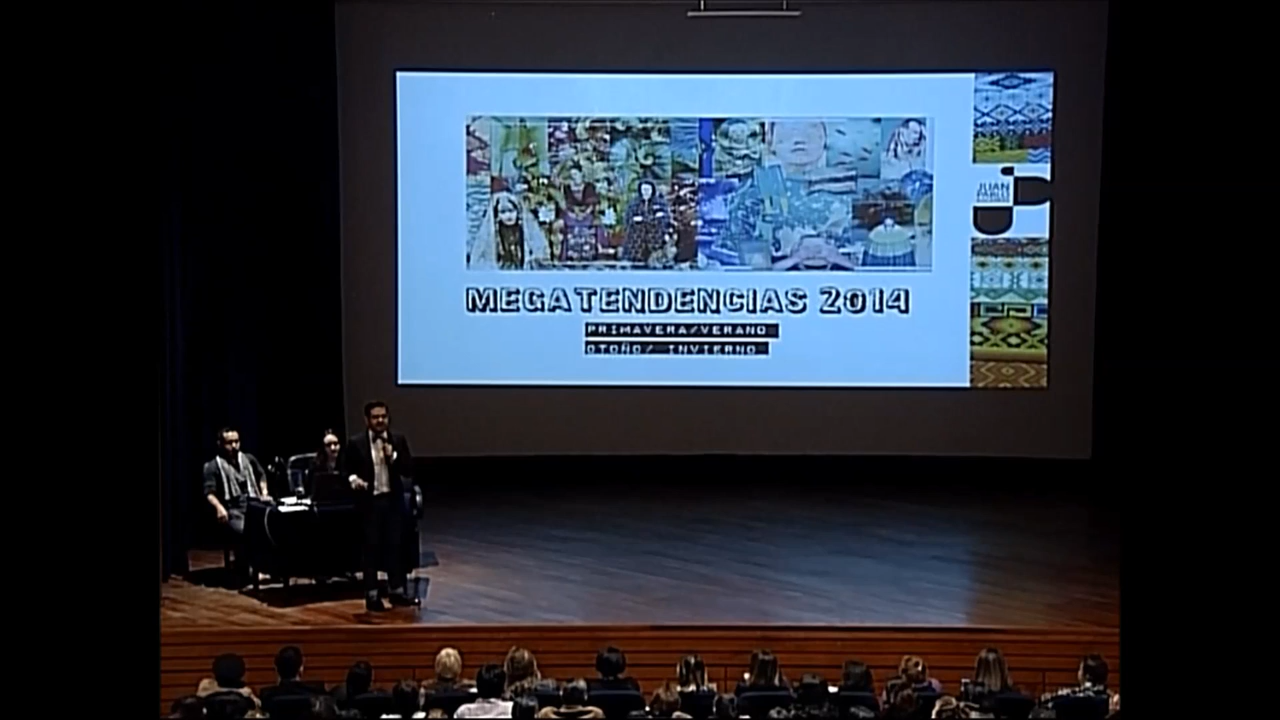 MEGATENDENCIAS 2014
PRIMAVERA/VERANO
OTOÑO/ INVIERNO
JUAN